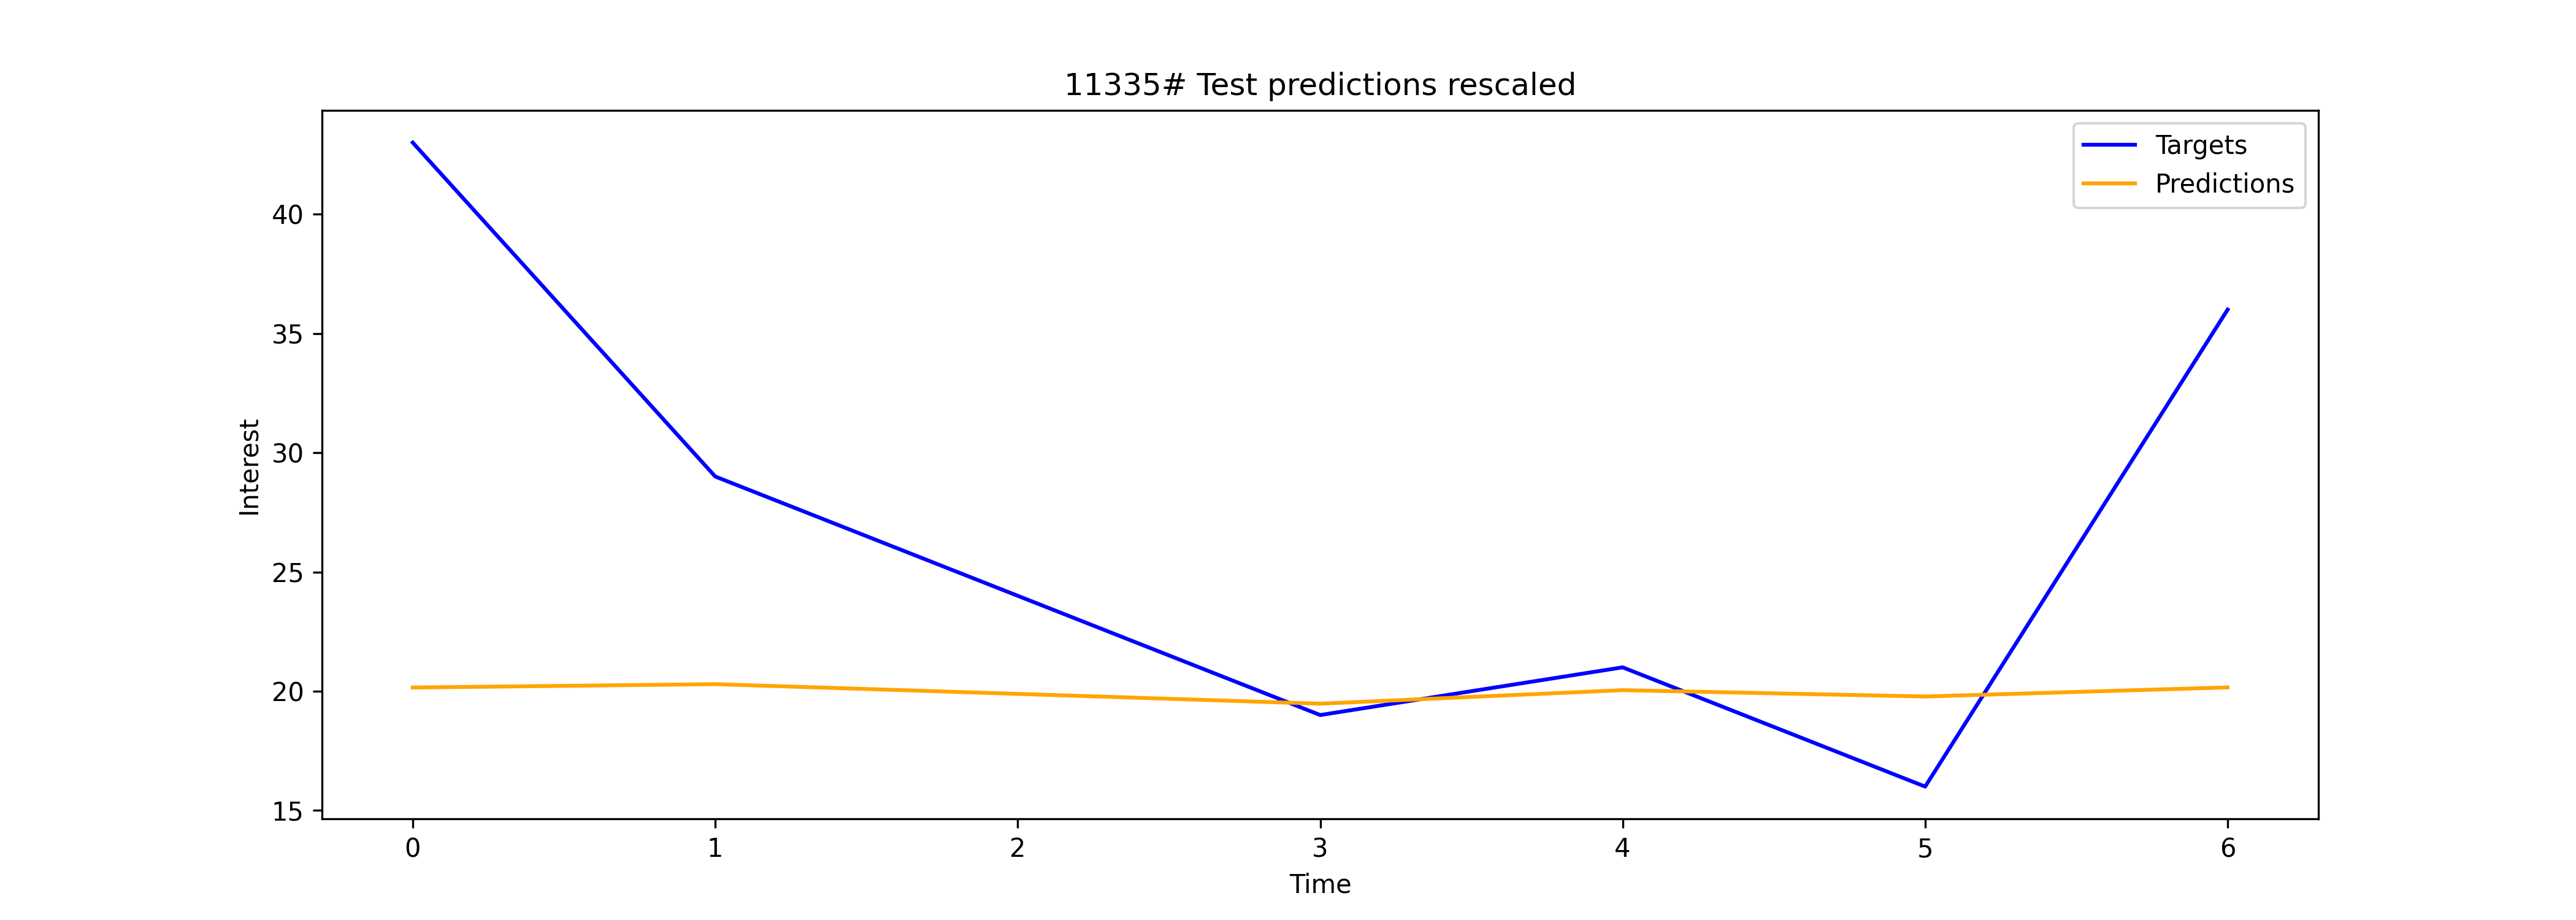 11335# Test predictions rescaled
Targets
Predictions
40
35
30
25
20
15
Interest
0 1 2 3 4 5 6
Time